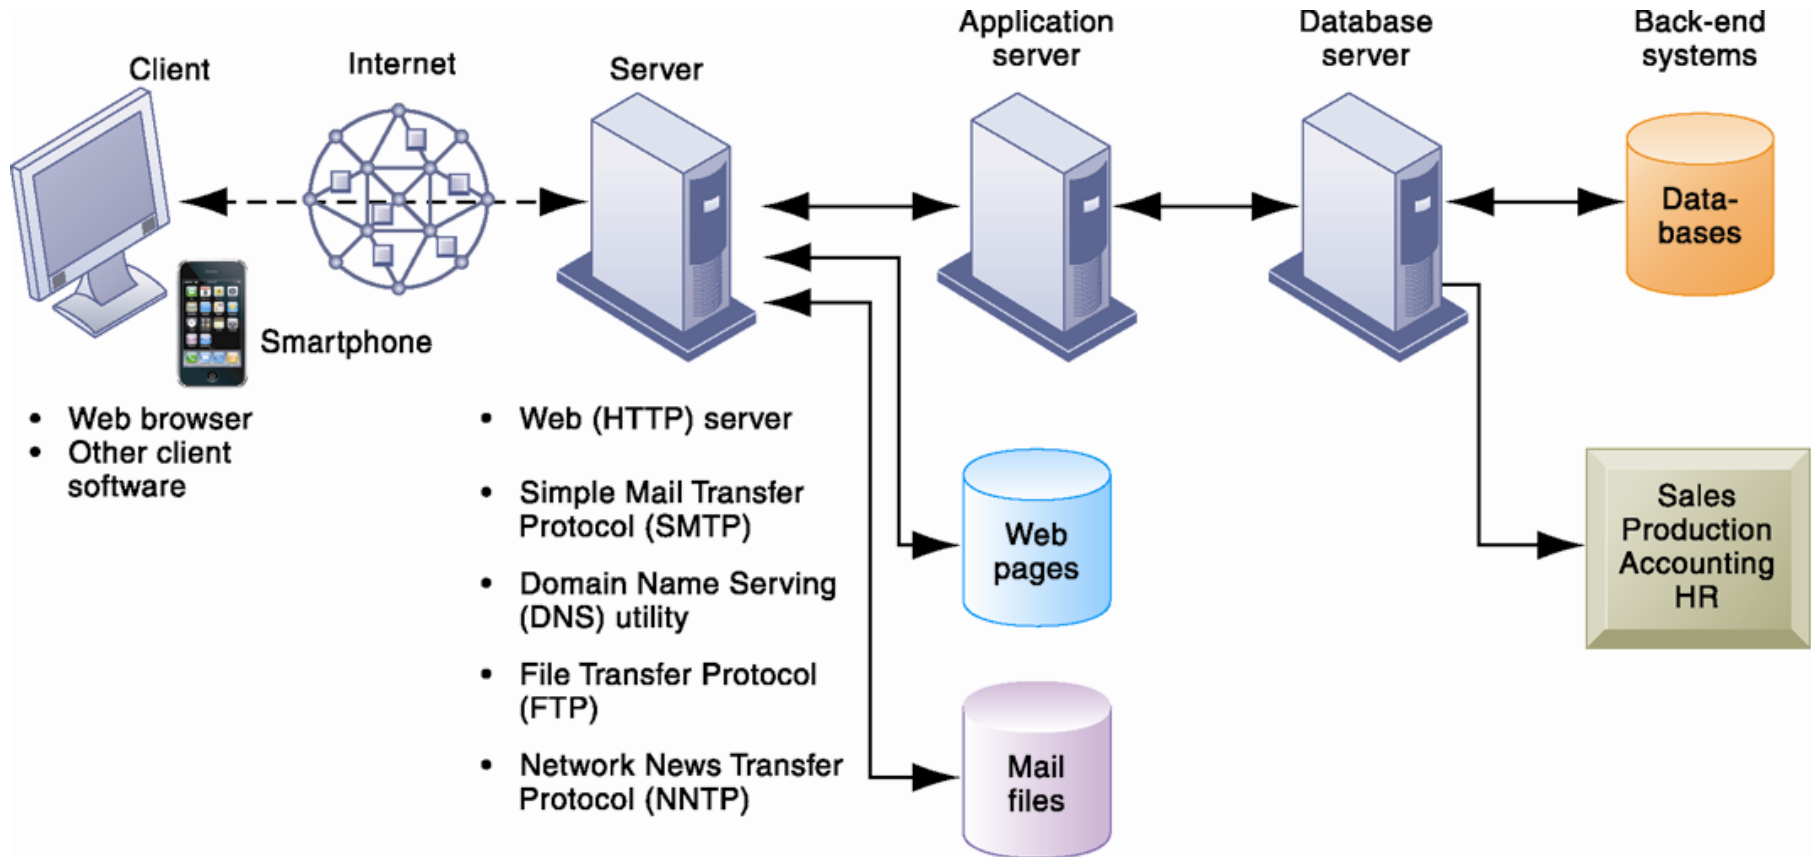 Client
Internet
Server
Application
server
Database
server
Back-end
systems
Data-
bases
Smartphone
• Web browser
• Other client
software
• Web (HTTP) server
• Simple Mail Transfer
Protocol (SMTP)
• Domain Name Serving
(DNS) utility
• File Transfer Protocol
(FTP)
• Network News Transfer
Protocol (NNTP)
Web
pages
Mail
files
Sales
Production
Accounting
HR